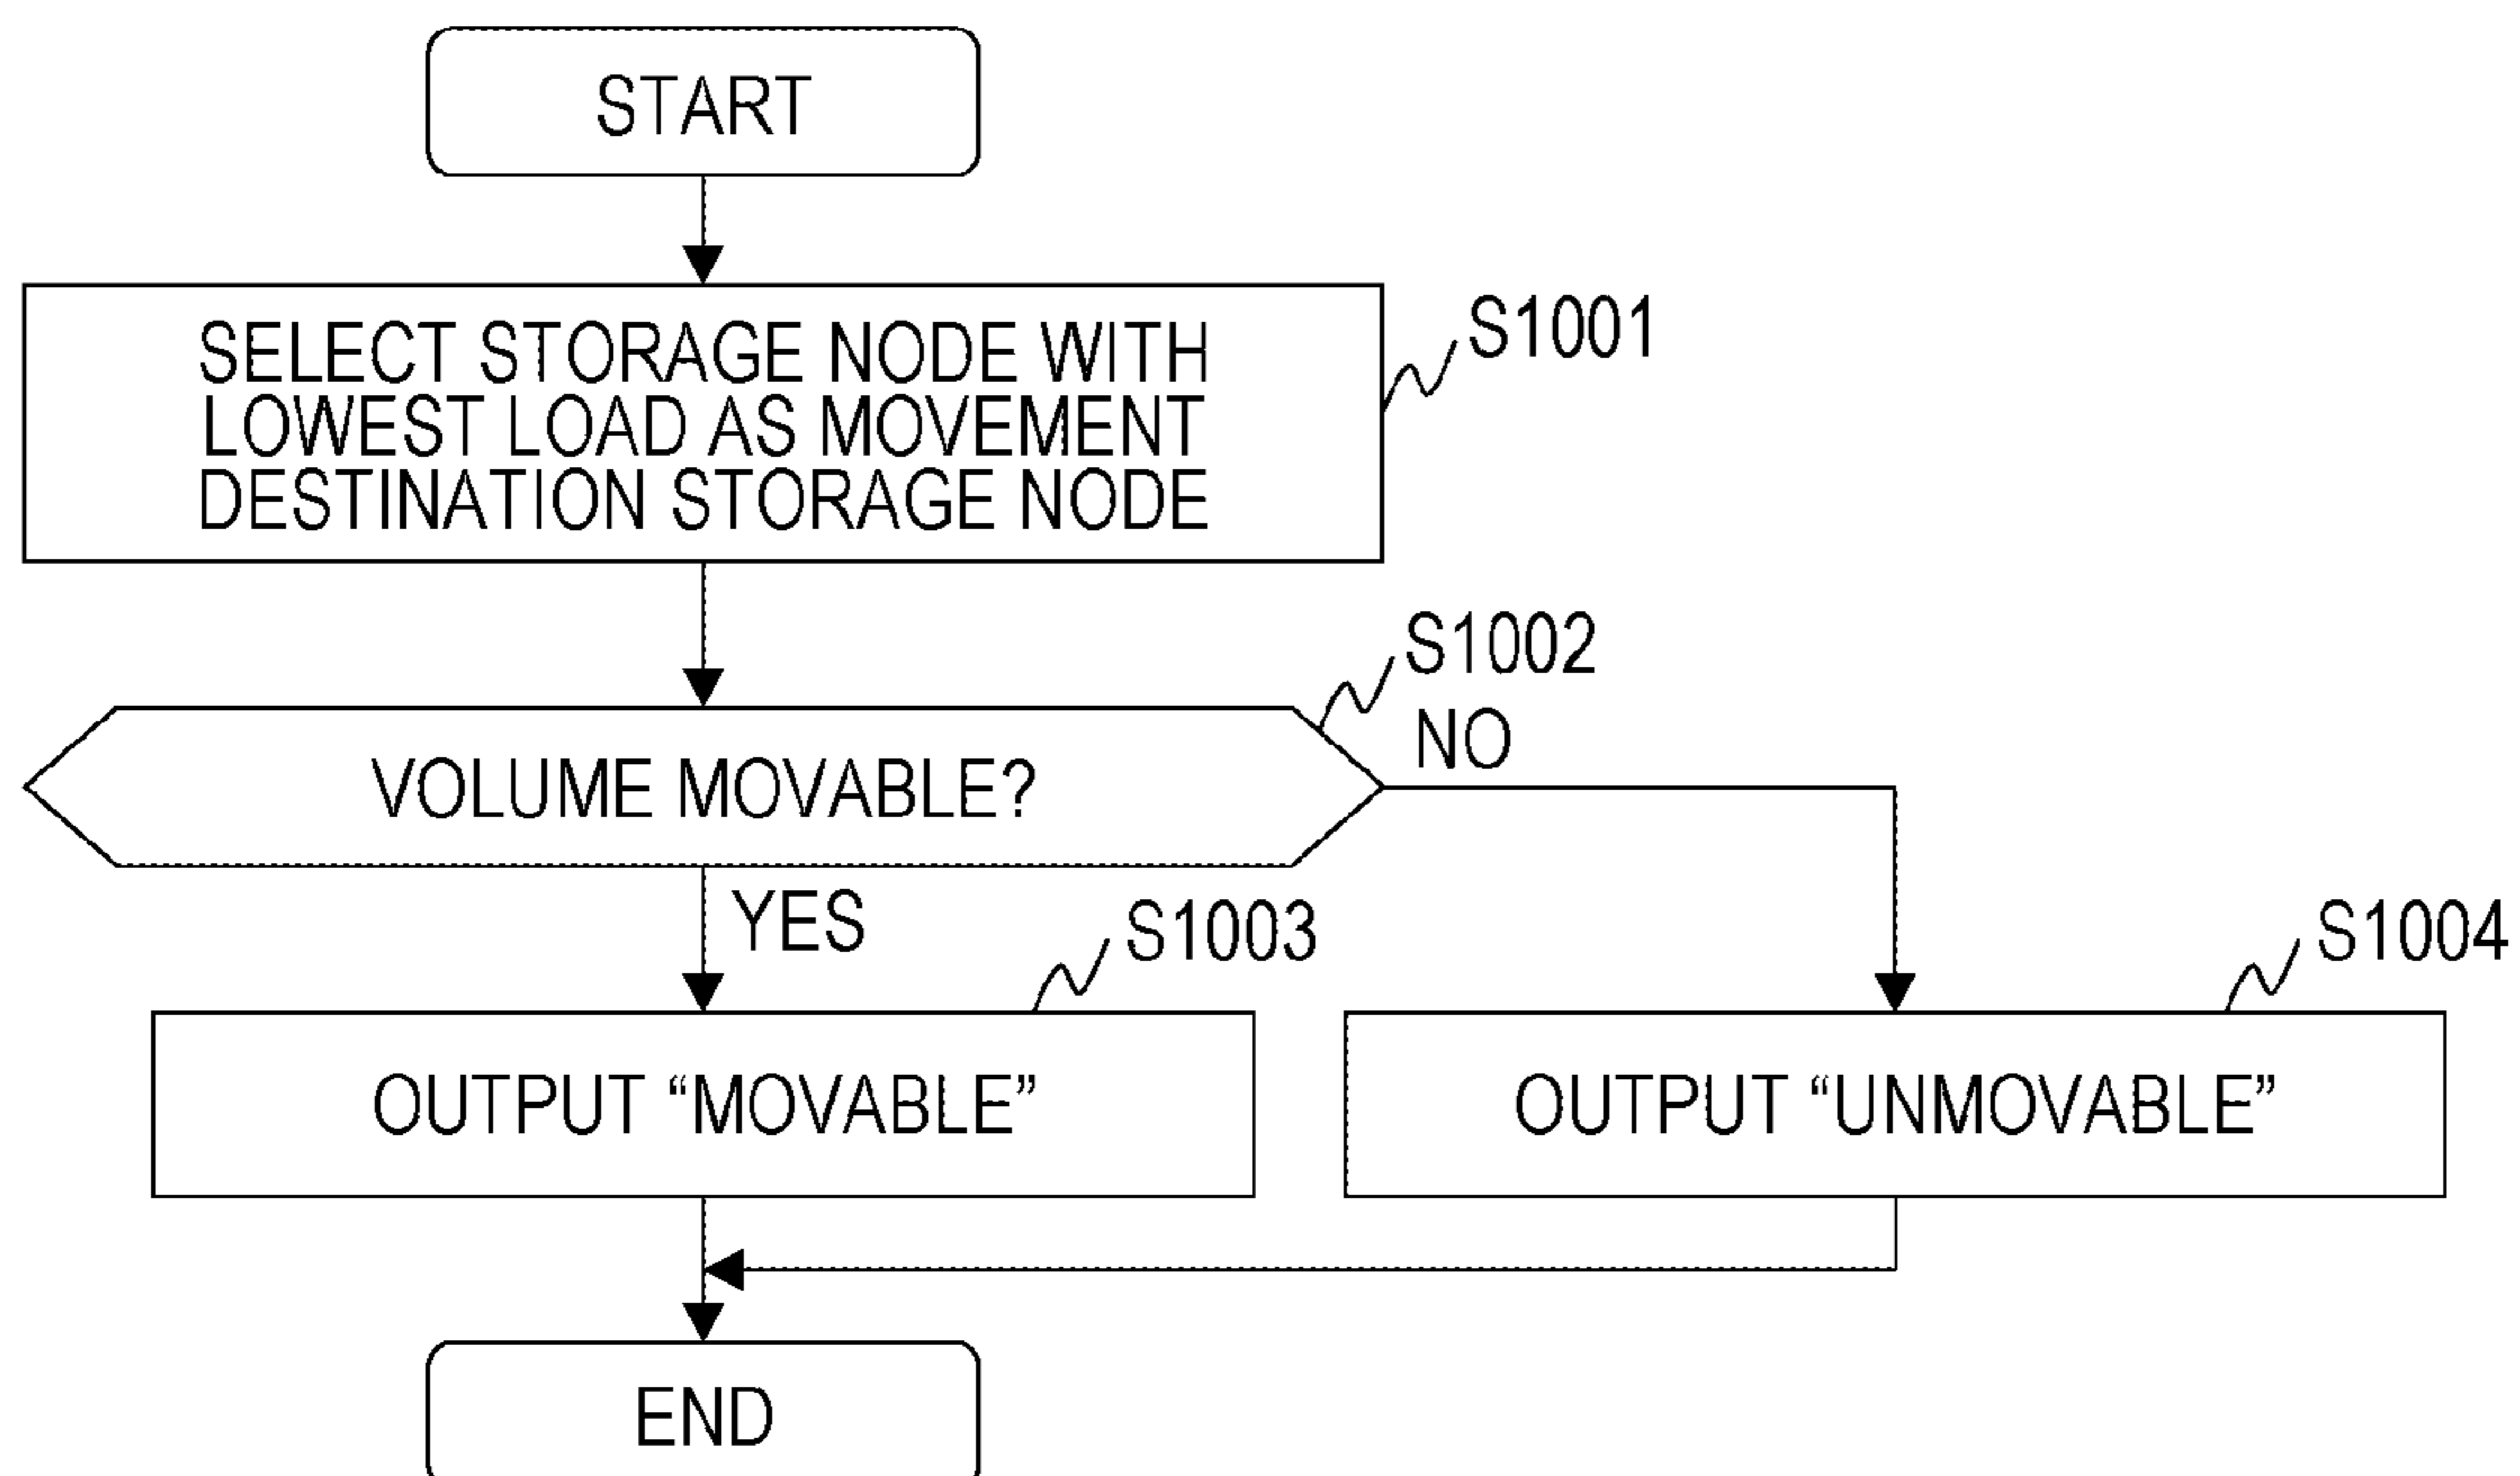 START
SELECT STORAGE NODE WITH
LOWEST LOAD AS MOVEMENT
DESTINATION STORAGE NODE
S1001
S1002
NO
VOLUME MOVABLE?
YES
S1003
S1004
OUTPUT “MOVABLE”
OUTPUT “UNMOVABLE”
END